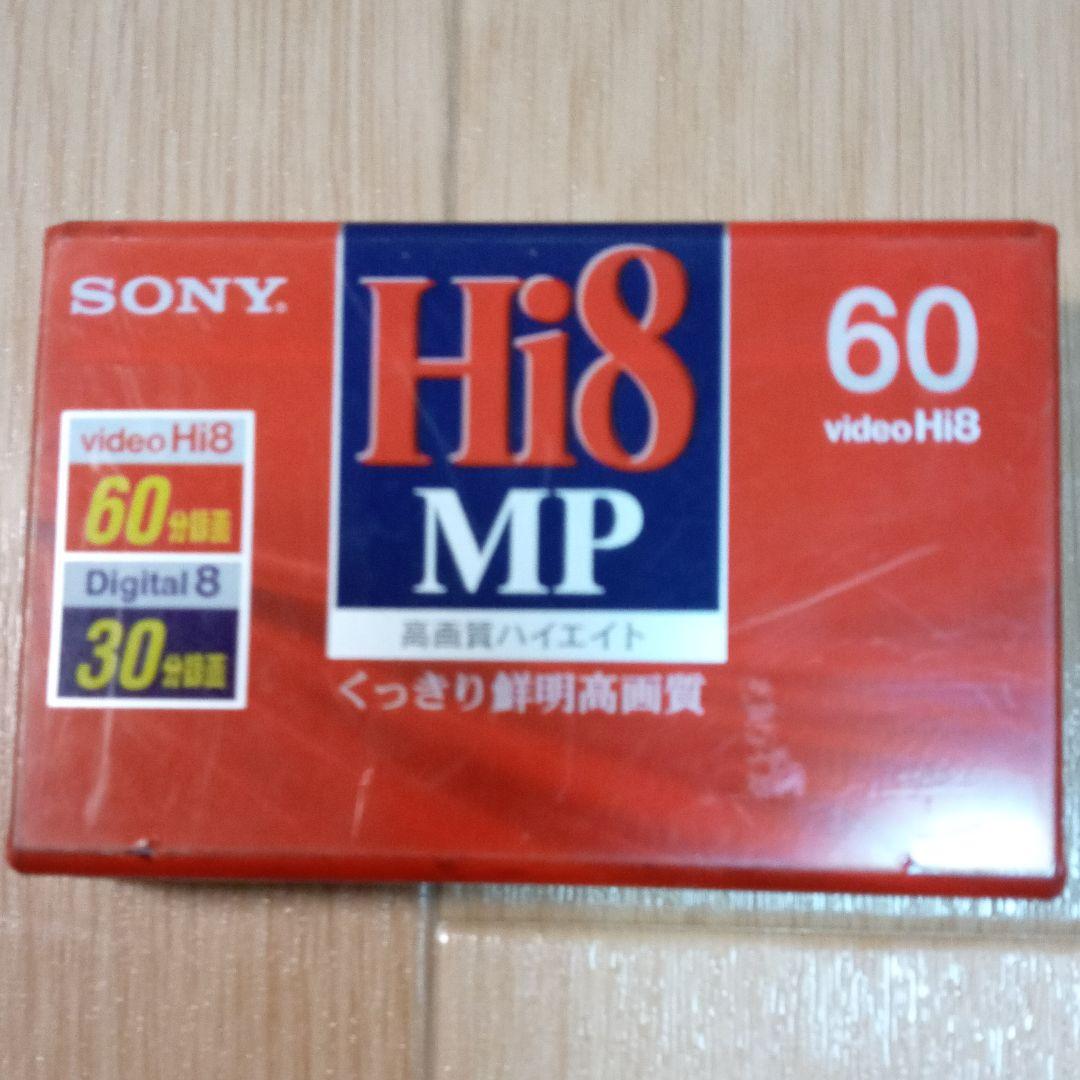 SONY.
Hi8
MP
高画質ハイエイト
くっきり鮮明高画質
60
video Hi8
video Hi8
60分録画
Digital 8
30分録画